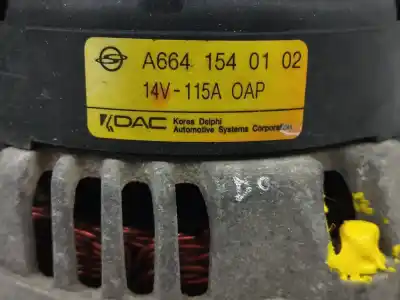 A664 154 01 02
14V-115A OAP
KDAC Korea Delphi
Automotive Systems Corporation